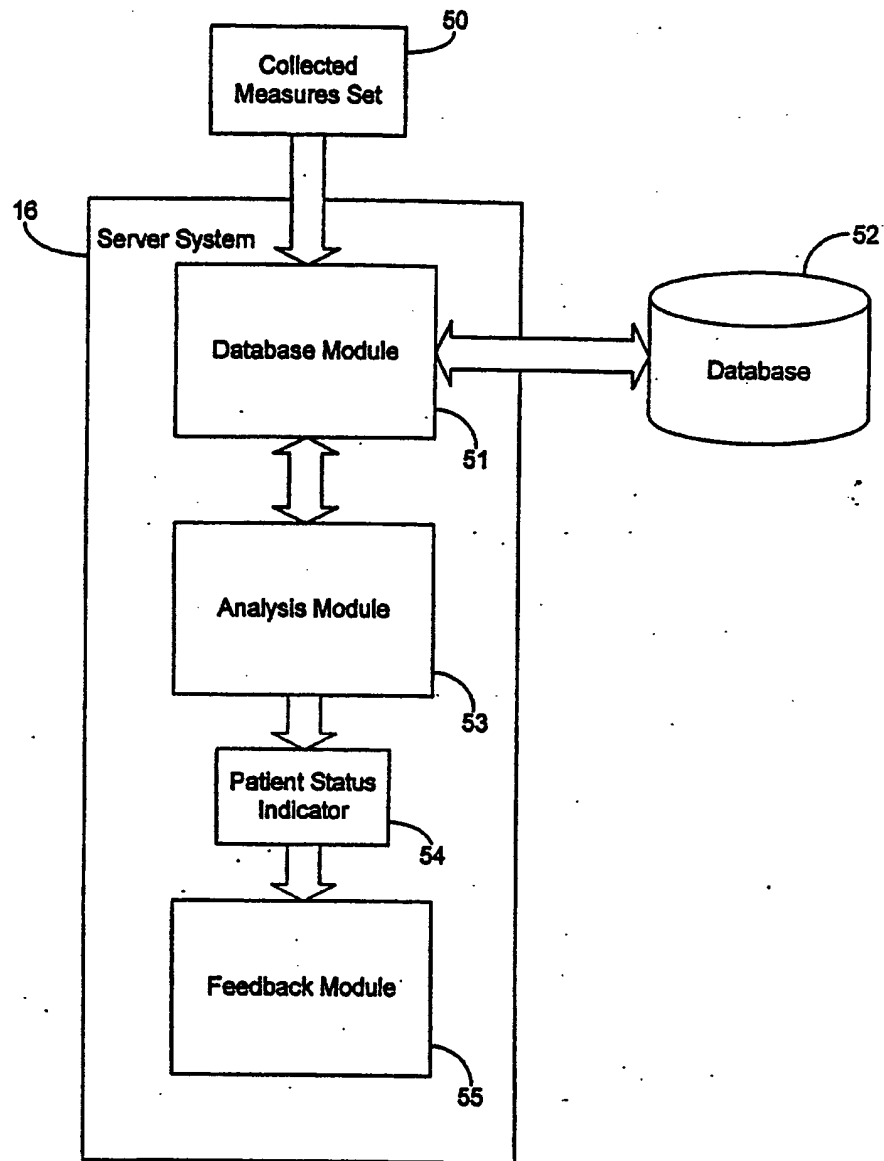 50
Collected
Measures Set
16
Server System
52
Database Module
Database
51
Analysis Module
53
Patient Status
Indicator
54
Feedback Module
55